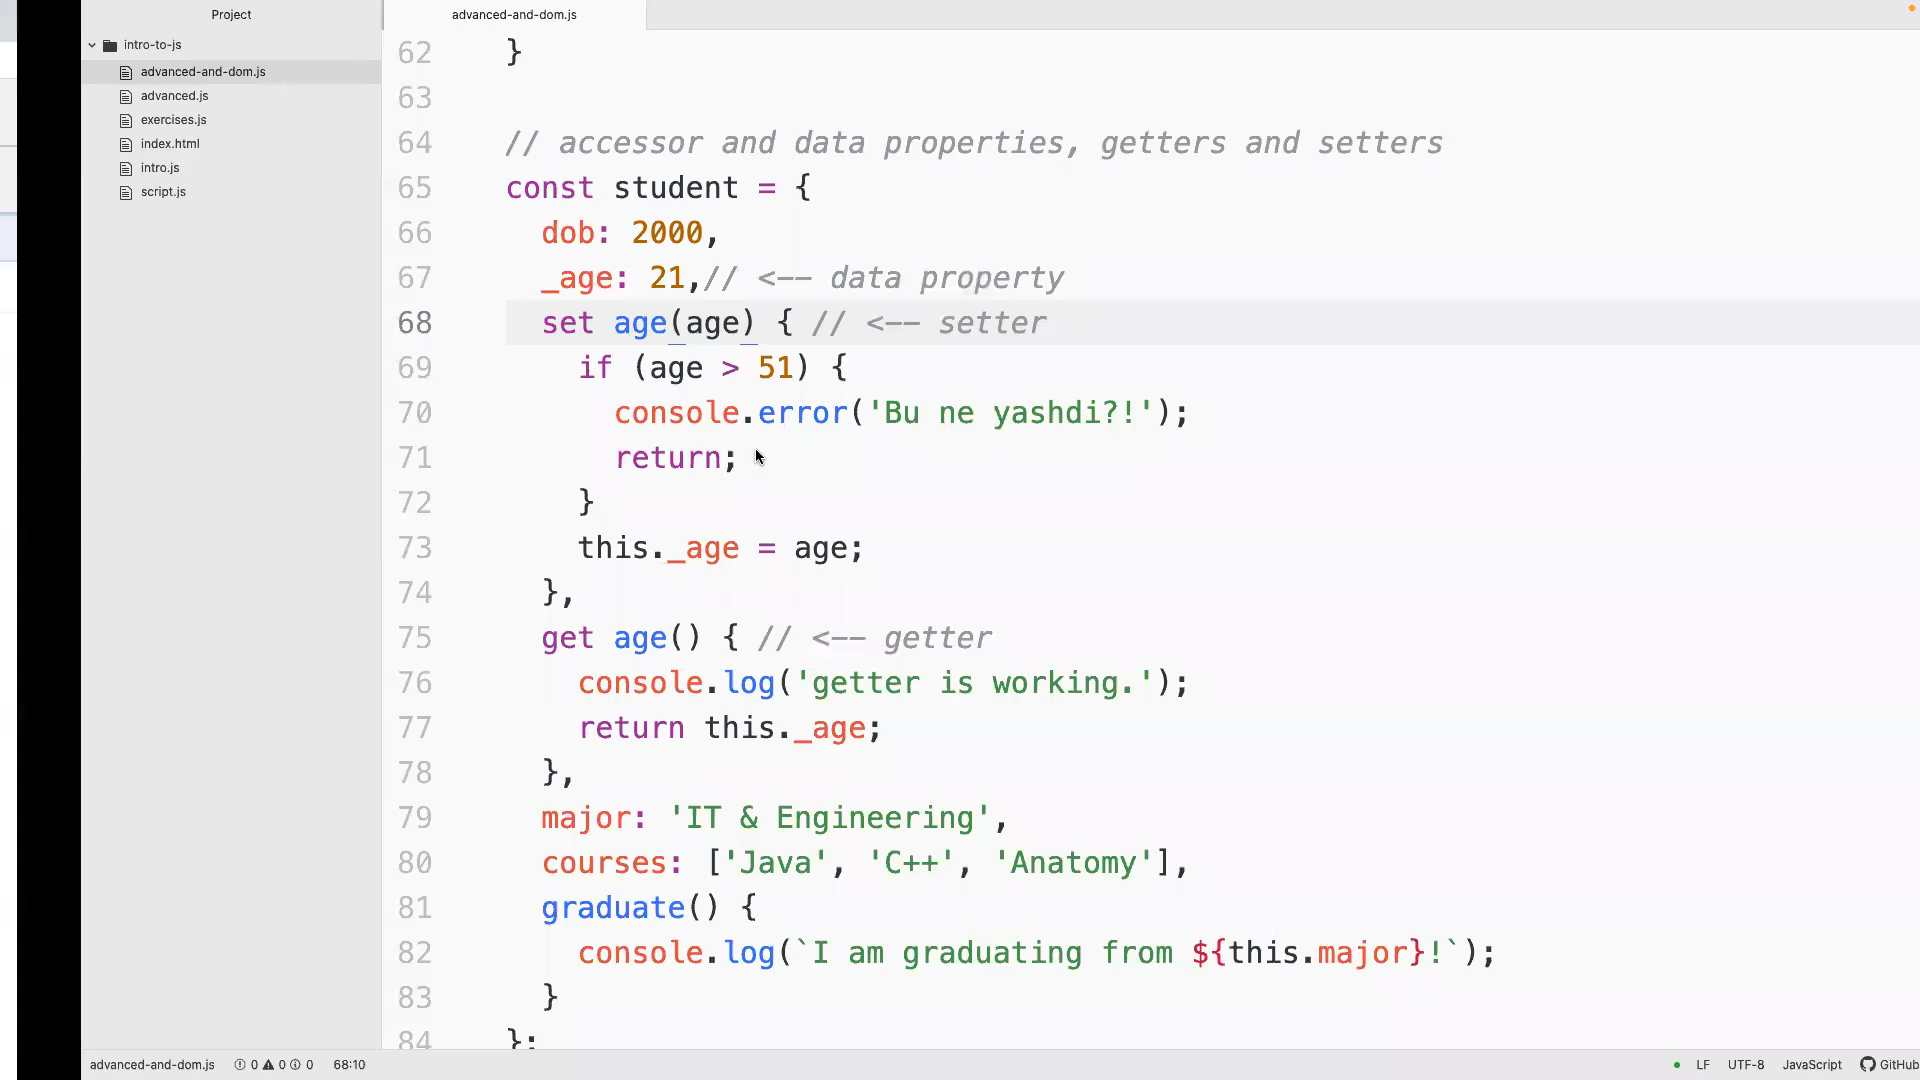 Project
advanced-and-dom.js
intro-to-js
advanced-and-dom.js
advanced.js
exercises.js
index.html
intro.js
script.js
62 }
63
64 // accessor and data properties, getters and setters
65 const student = {
66 dob: 2000,
67 _age: 21,// <-- data property
68 set age(age) { // <-- setter
69 if (age > 51) {
70 console.error('Bu ne yashdi?!');
71 return;
72 }
73 this._age = age;
74 },
75 get age() { // <-- getter
76 console.log('getter is working.');
77 return this._age;
78 },
79 major: 'IT & Engineering',
80 courses: ['Java', 'C++', 'Anatomy'],
81 graduate() {
82 console.log(`I am graduating from ${this.major}!`);
83 }
84 };
advanced-and-dom.js 0 0 0 68:10 LF UTF-8 JavaScript GitHub